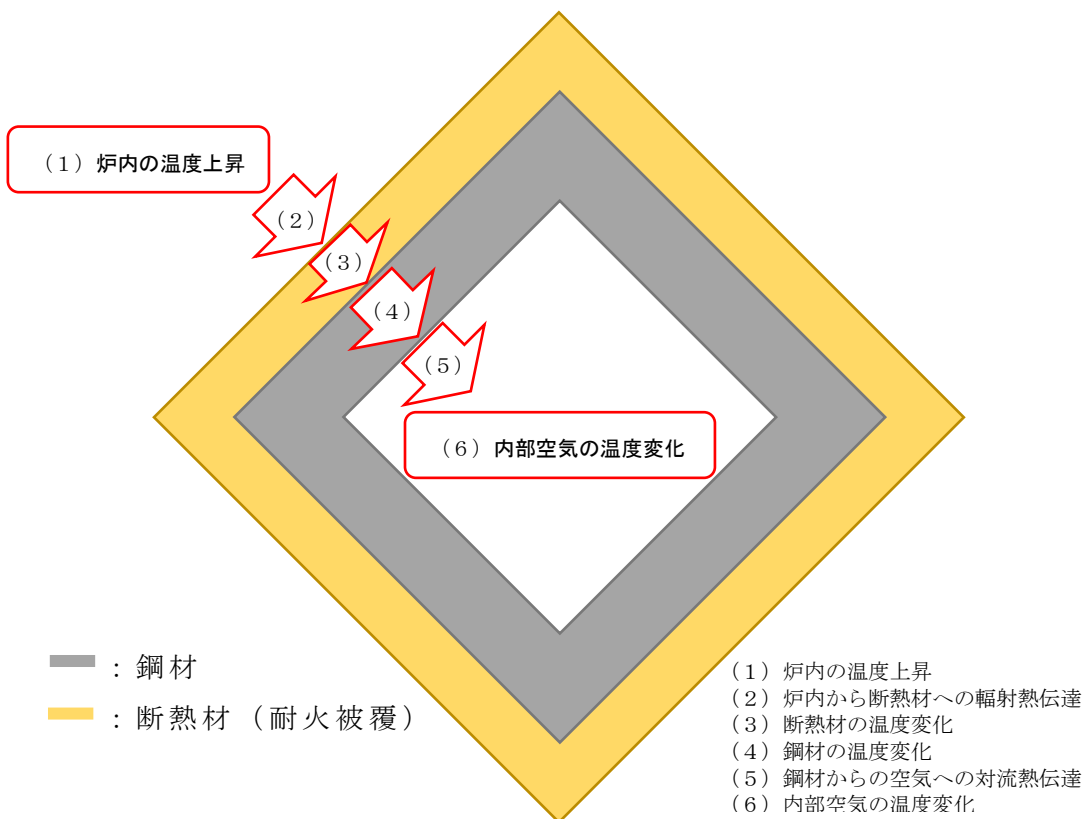 （1）炉内の温度上昇
（2）
（3）
（4）
（5）
（6）内部空気の温度変化
：鋼材
：断熱材（耐火被覆）
（1）炉内の温度上昇
（2）炉内から断熱材への輻射熱伝達
（3）断熱材の温度変化
（4）鋼材の温度変化
（5）鋼材からの空気への対流熱伝達
（6）内部空気の温度変化